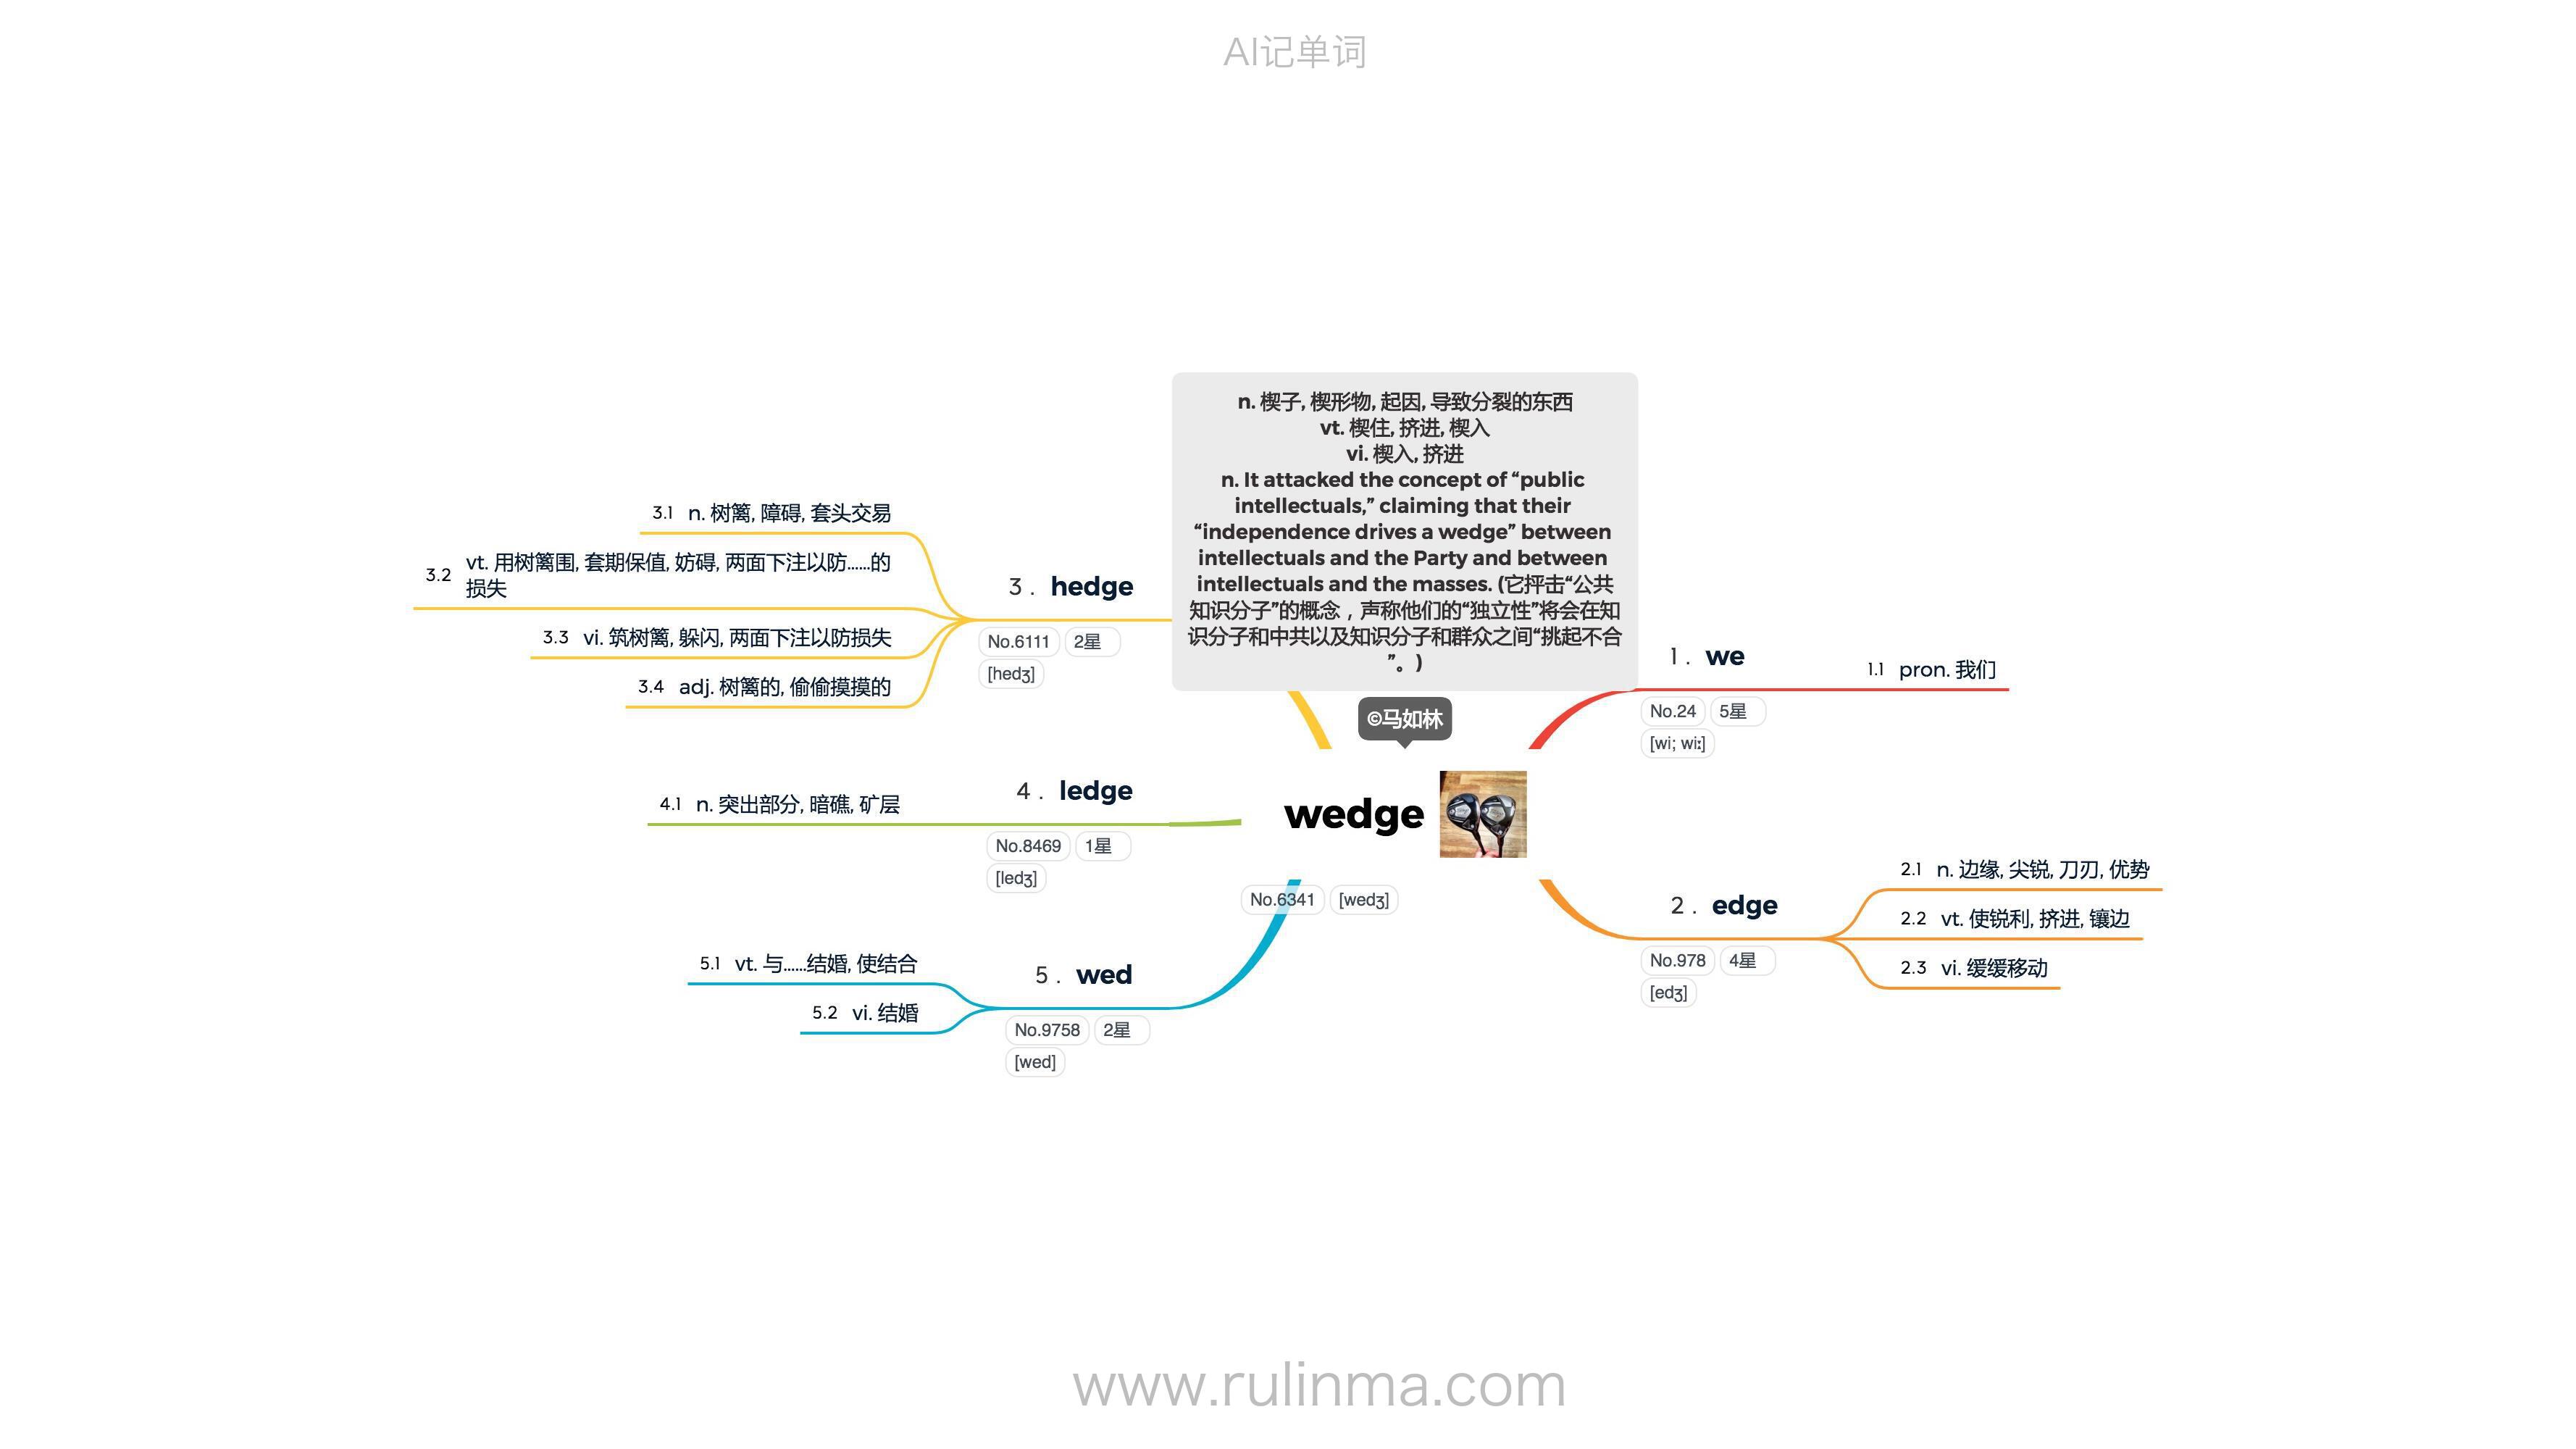 AI记单词
n. 楔子, 楔形物, 起因, 导致分裂的东西
vt. 楔住, 挤进, 楔入
vi. 楔入, 挤进
n. It attacked the concept of “public
intellectuals,” claiming that their
“independence drives a wedge” between
intellectuals and the Party and between
intellectuals and the masses. (它抨击“公共
知识分子”的概念，声称他们的“独立性”将会在知
识分子和中共以及知识分子和群众之间“挑起不合
”。)
©马如林
wedge
No.6341 [wedʒ]
1. we
No.24 5星
[wi; wiː]
1.1 pron. 我们
2. edge
No.978 4星
[edʒ]
2.1 n. 边缘, 尖锐, 刀刃, 优势
2.2 vt. 使锐利, 挤进, 镶边
2.3 vi. 缓缓移动
3. hedge
No.6111 2星
[hedʒ]
3.1 n. 树篱, 障碍, 套头交易
3.2 vt. 用树篱围, 套期保值, 妨碍, 两面下注以防……的
损失
3.3 vi. 筑树篱, 躲闪, 两面下注以防损失
3.4 adj. 树篱的, 偷偷摸摸的
4. ledge
No.8469 1星
[ledʒ]
4.1 n. 突出部分, 暗礁, 矿层
5. wed
No.9758 2星
[wed]
5.1 vt. 与……结婚, 使结合
5.2 vi. 结婚
www.rulinma.com